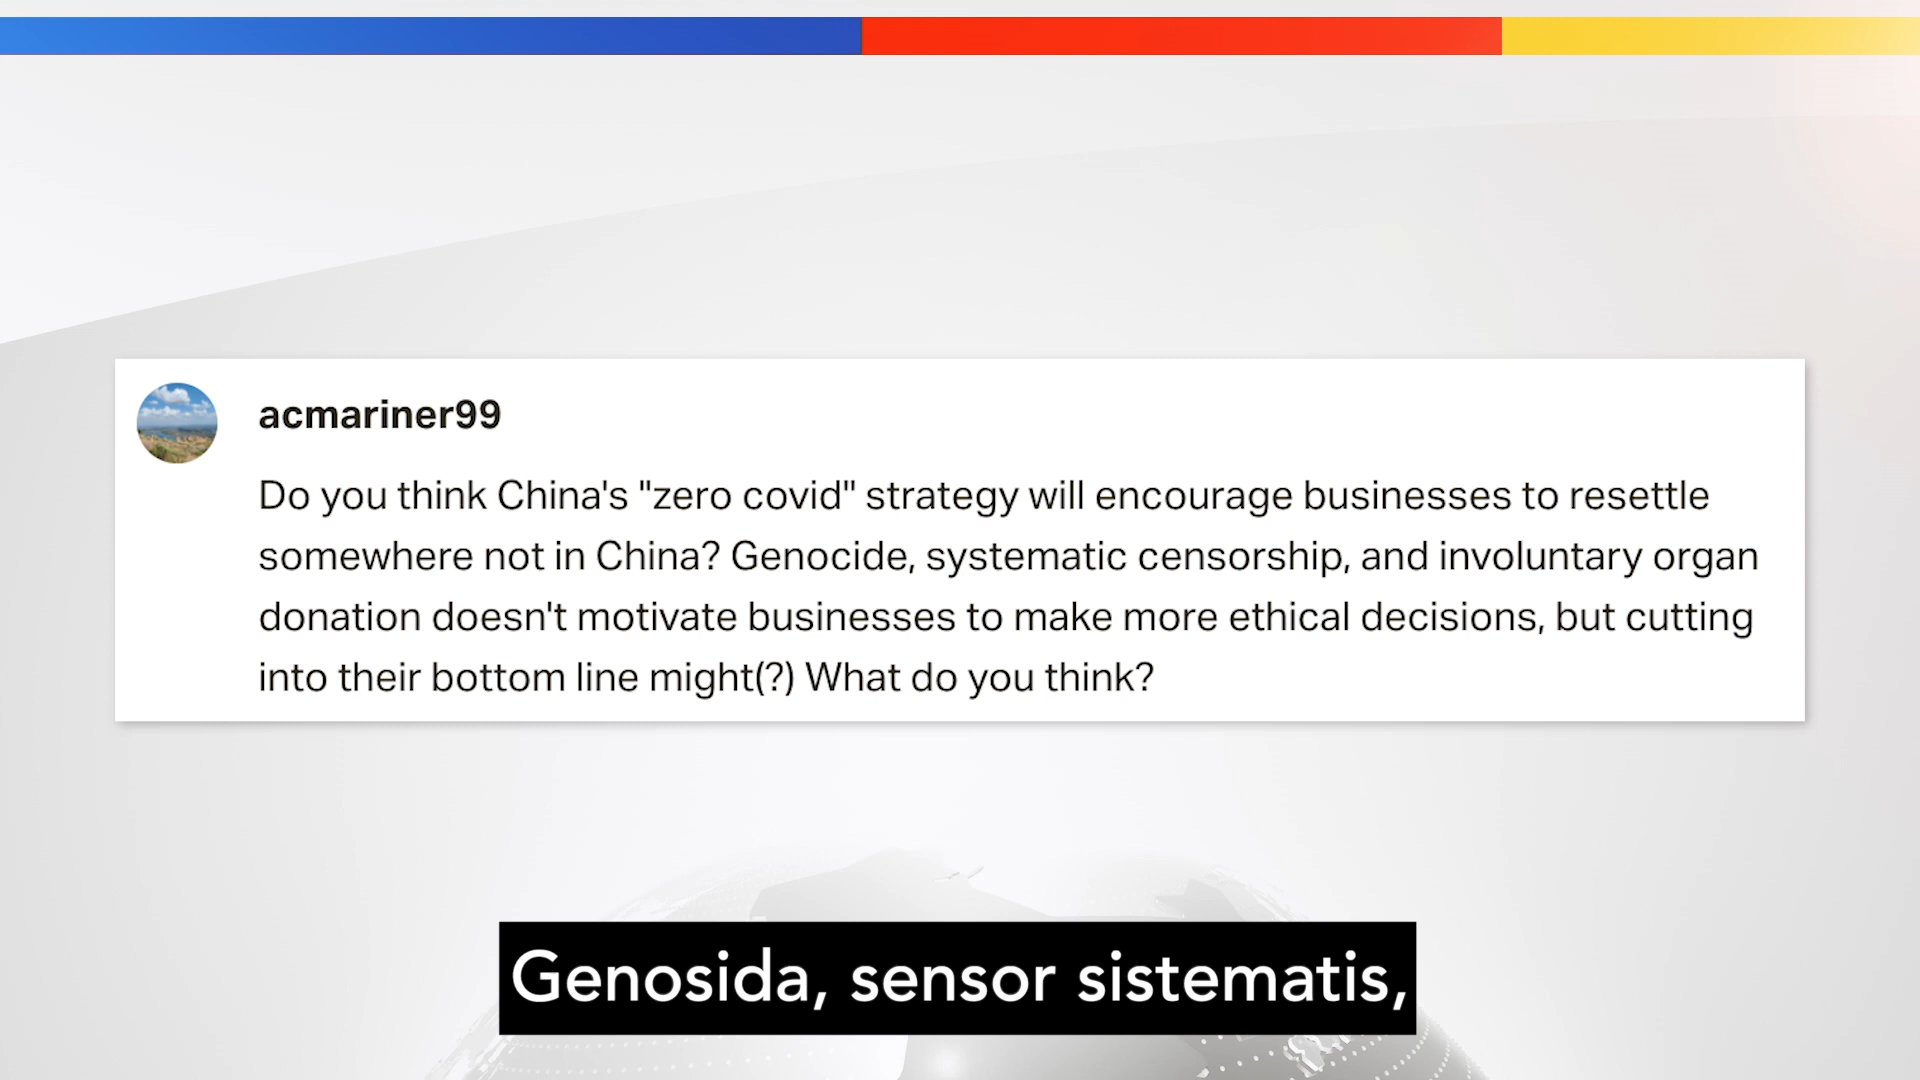 acmariner99
Do you think China's "zero covid" strategy will encourage businesses to resettle
somewhere not in China? Genocide, systematic censorship, and involuntary organ
donation doesn't motivate businesses to make more ethical decisions, but cutting
into their bottom line might(?) What do you think?
Genosida, sensor sistematis,